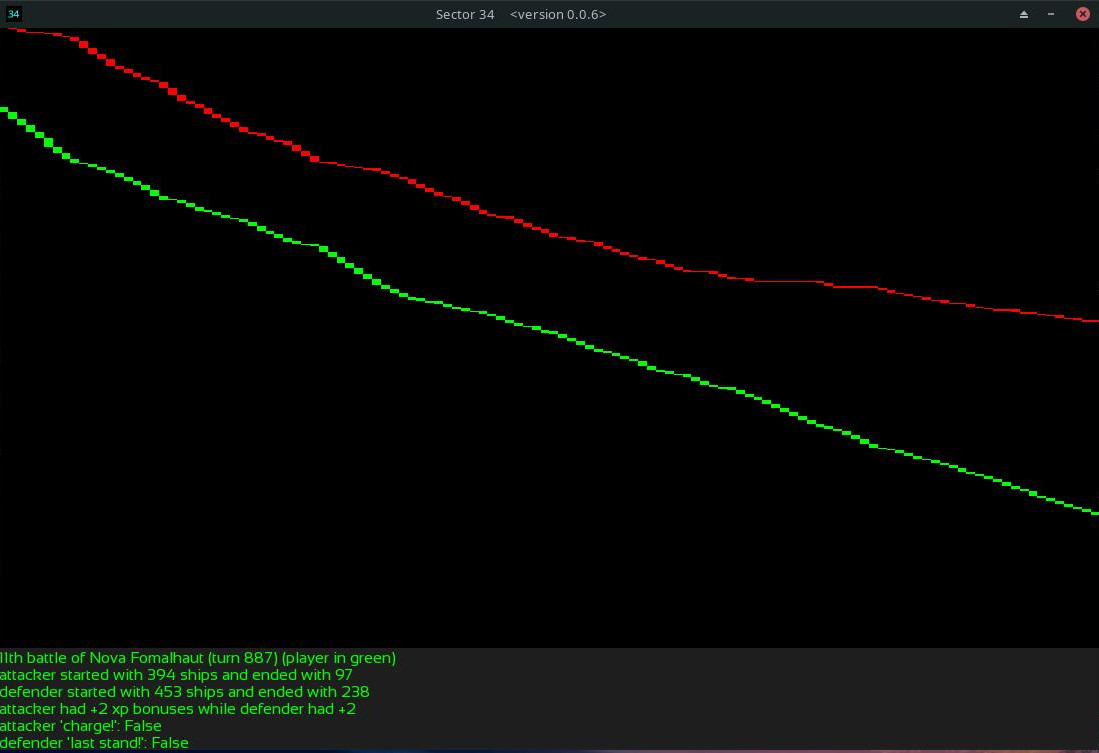 34
Sector 34 <version 0.0.6>
11th battle of Nova Fomalhaut (turn 887) (player in green)
attacker started with 394 ships and ended with 97
defender started with 453 ships and ended with 238
attacker had +2 xp bonuses while defender had +2
attacker 'charge!': False
defender 'last stand!': False